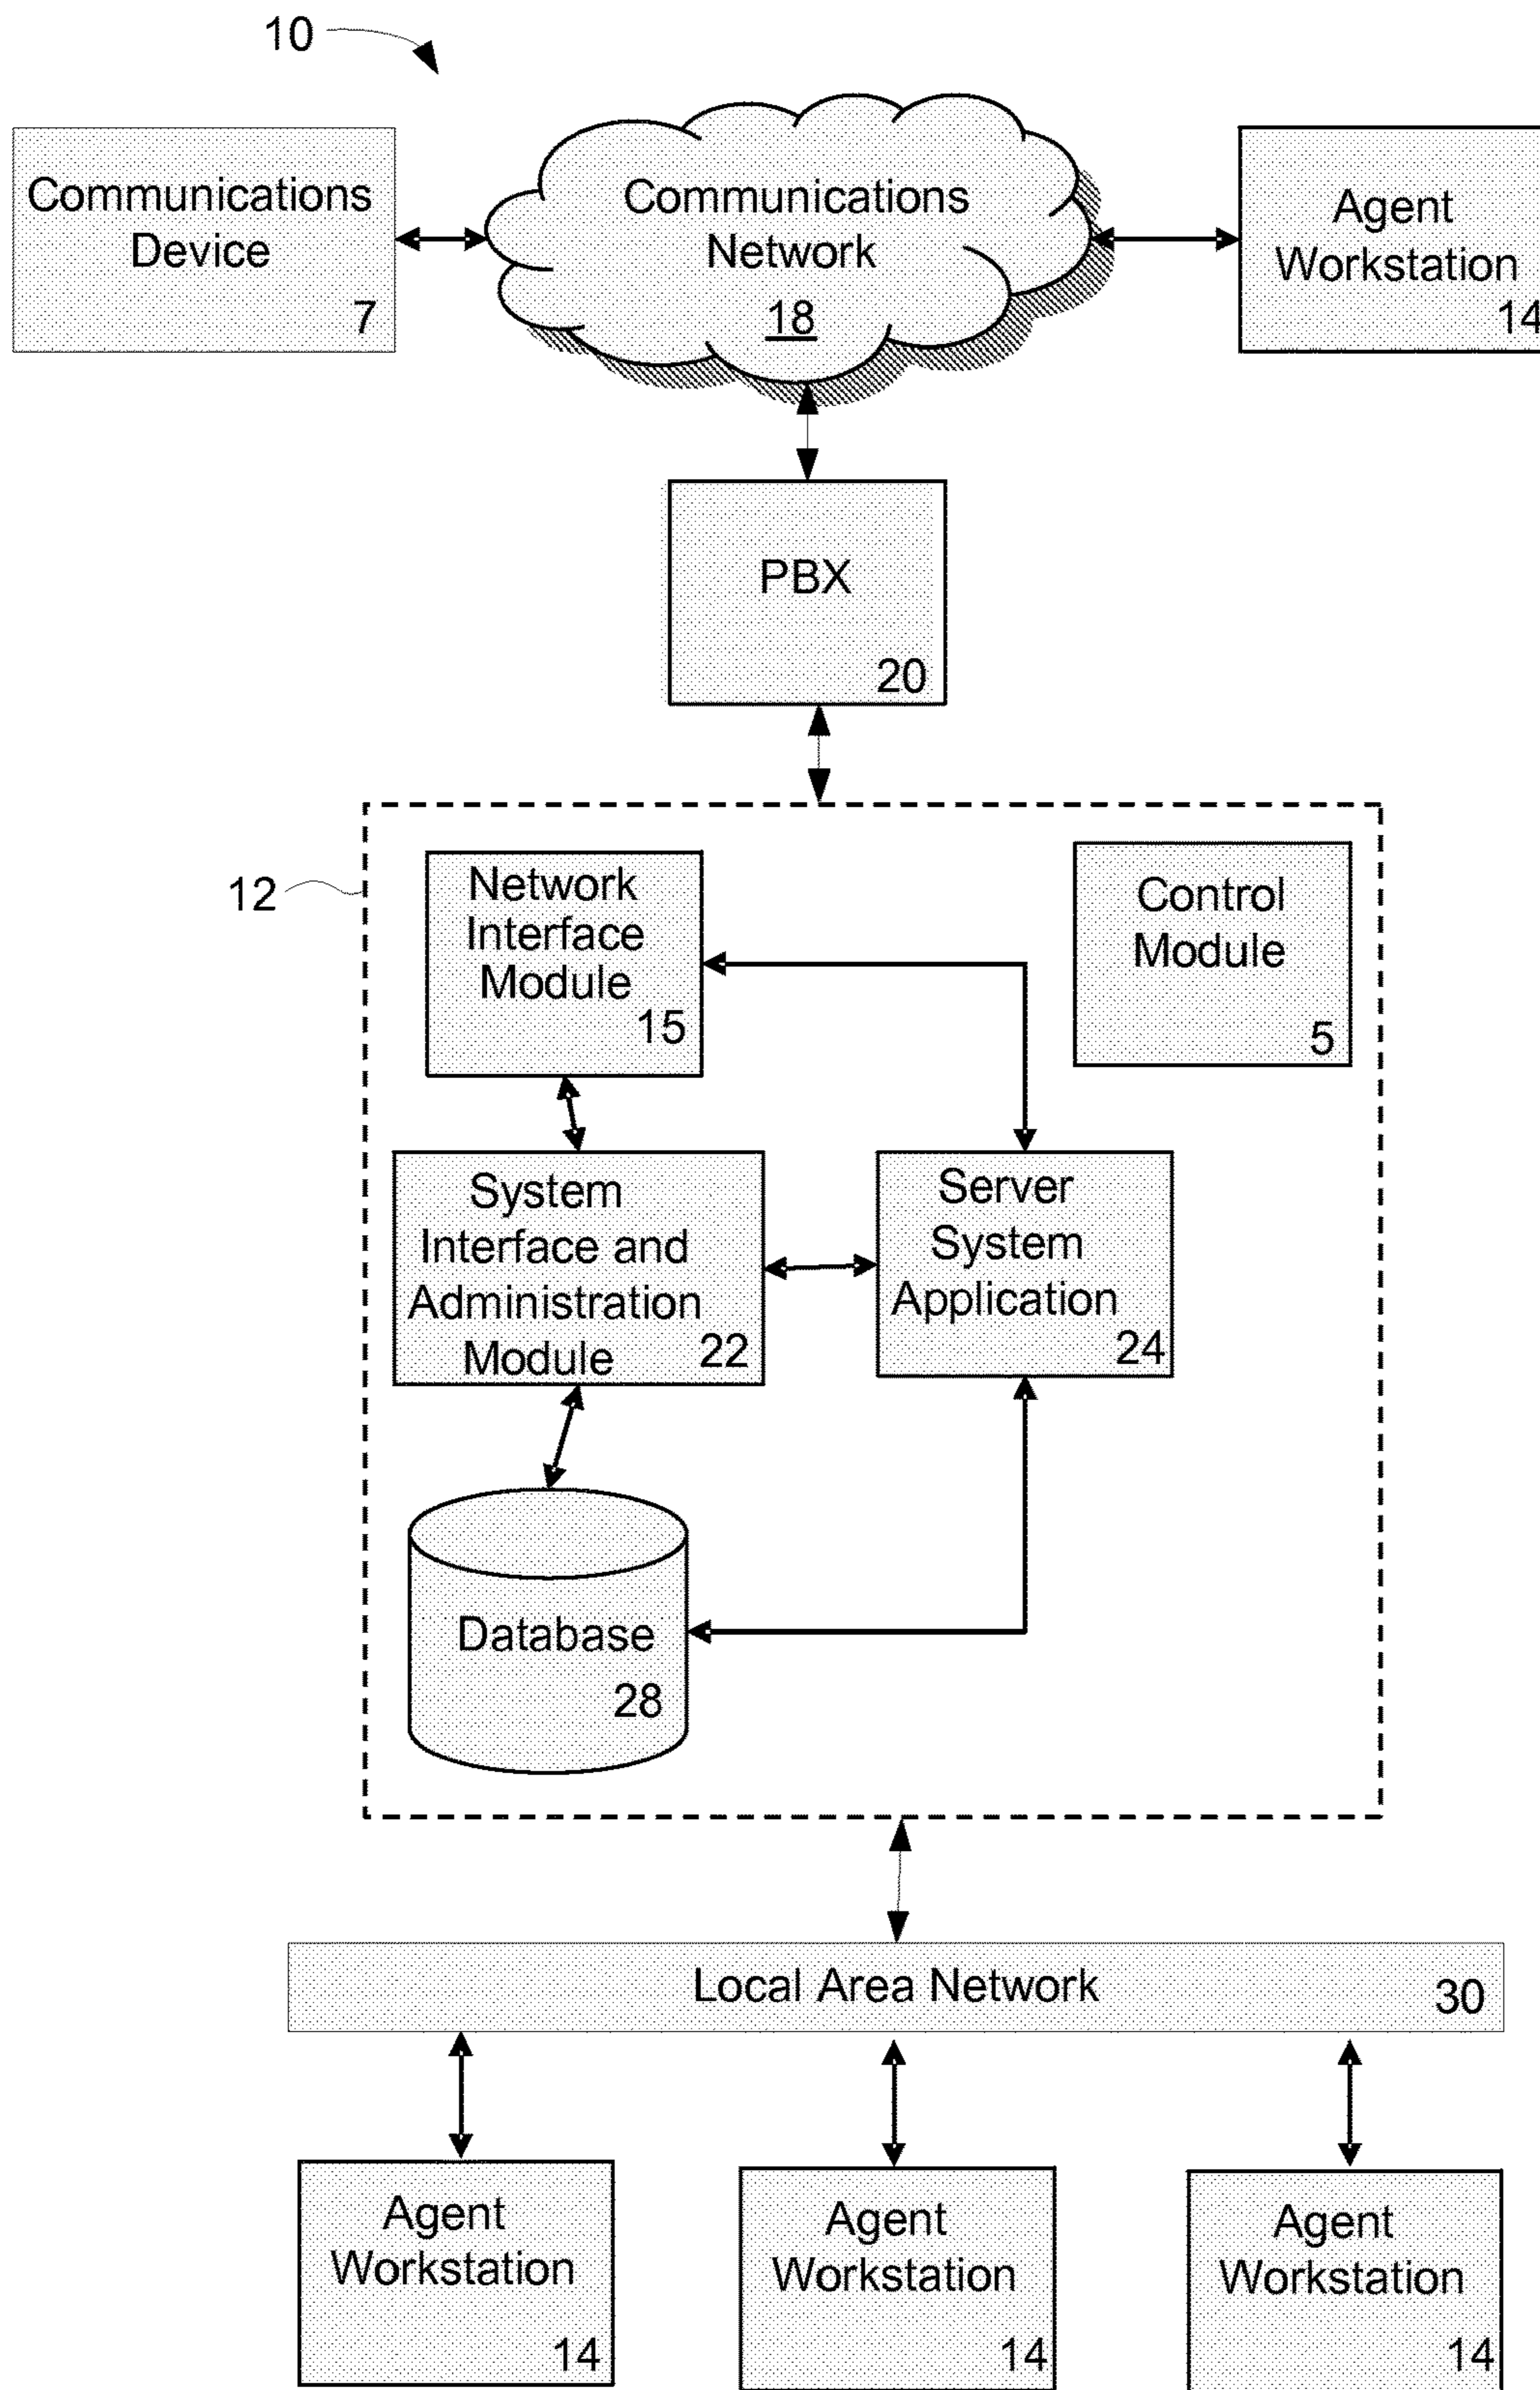 10
Communications
Device
7
Communications
Network
18
Agent
Workstation
14
PBX
20
12
Network
Interface
Module
15
Control
Module
5
System
Interface and
Administration
Module
22
Server
System
Application
24
Database
28
Local Area Network
30
Agent
Workstation
14
Agent
Workstation
14
Agent
Workstation
14